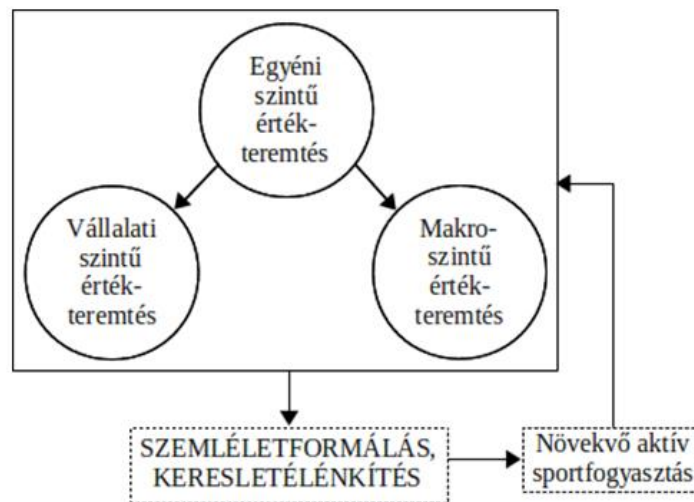 Egyéni
szintű
érték-
teremtés
Vállalati
szintű
érték-
teremtés
Makro-
szintű
érték-
teremtés
SZEMLÉLETFORMÁLÁS,
KERESLETÉLÉNKÍTÉS
Növekvő aktív
sportfogyasztás